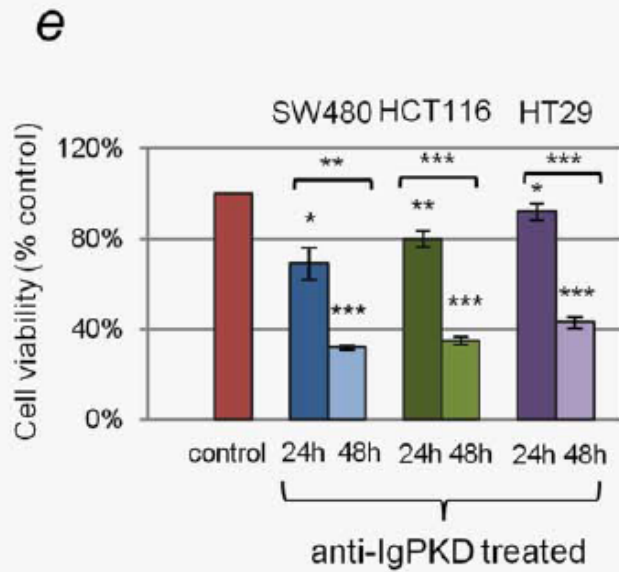 e
SW480 HCT116 HT29
Cell viability (% control)
120%
80%
40%
0%
** *** ***
* ** *
*** *** ***
control 24h 48h 24h 48h 24h 48h
anti-IgPKD treated